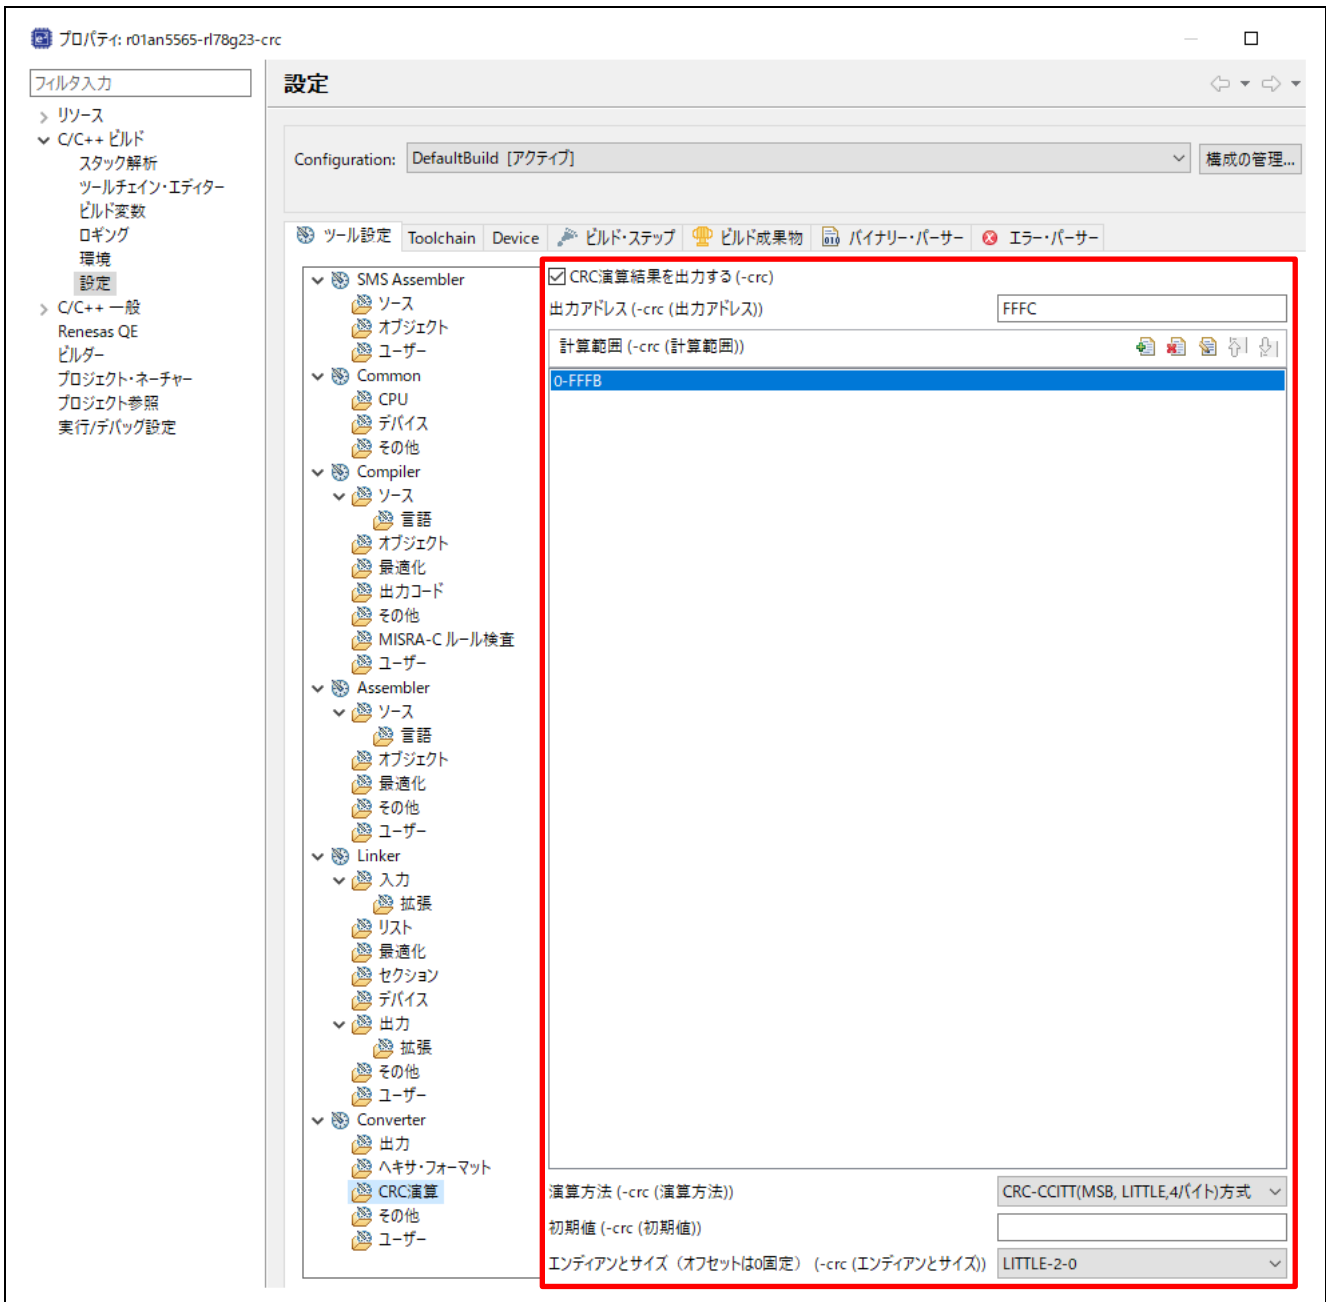 プロパティ: r01an5565-rl78g23-crc
フィルタ入力
リソース
C/C++ ビルド
スタック解析
ツールチェイン・エディター
ビルド変数
ロギング
環境
設定
C/C++ 一般
Renesas QE
ビルダー
プロジェクト・ネーチャー
プロジェクト参照
実行/デバッグ設定
設定
Configuration: DefaultBuild [アクティブ] 構成の管理...
ツール設定 Toolchain Device ビルド・ステップ ビルド成果物 バイナリー・パーサー エラー・パーサー
SMS Assembler
ソース
オブジェクト
ユーザー
Common
CPU
デバイス
その他
Compiler
ソース
言語
オブジェクト
最適化
出力コード
その他
MISRA-C ルール検査
ユーザー
Assembler
ソース
言語
オブジェクト
最適化
その他
ユーザー
Linker
入力
拡張
リスト
最適化
セクション
デバイス
出力
拡張
その他
ユーザー
Converter
出力
ヘキサ・フォーマット
CRC演算
その他
ユーザー
CRC演算結果を出力する (-crc)
出力アドレス (-crc (出力アドレス)) FFFC
計算範囲 (-crc (計算範囲))
0-FFFB
演算方法 (-crc (演算方法)) CRC-CCITT(MSB, LITTLE,4バイト)方式
初期値 (-crc (初期値))
エンディアンとサイズ（オフセットは0固定） (-crc (エンディアンとサイズ)) LITTLE-2-0